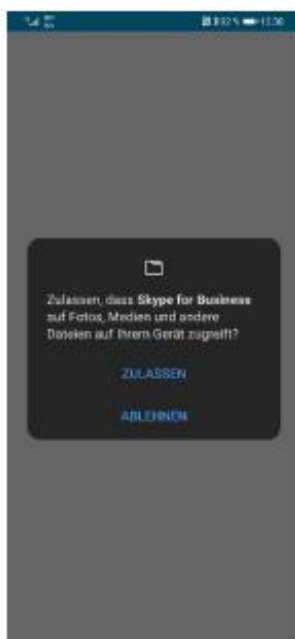 Zulassen, dass Skype for Business
auf Fotos, Medien und andere
Dateien auf Ihrem Gerät zugreift?
ZULASSEN
ABLEHNEN